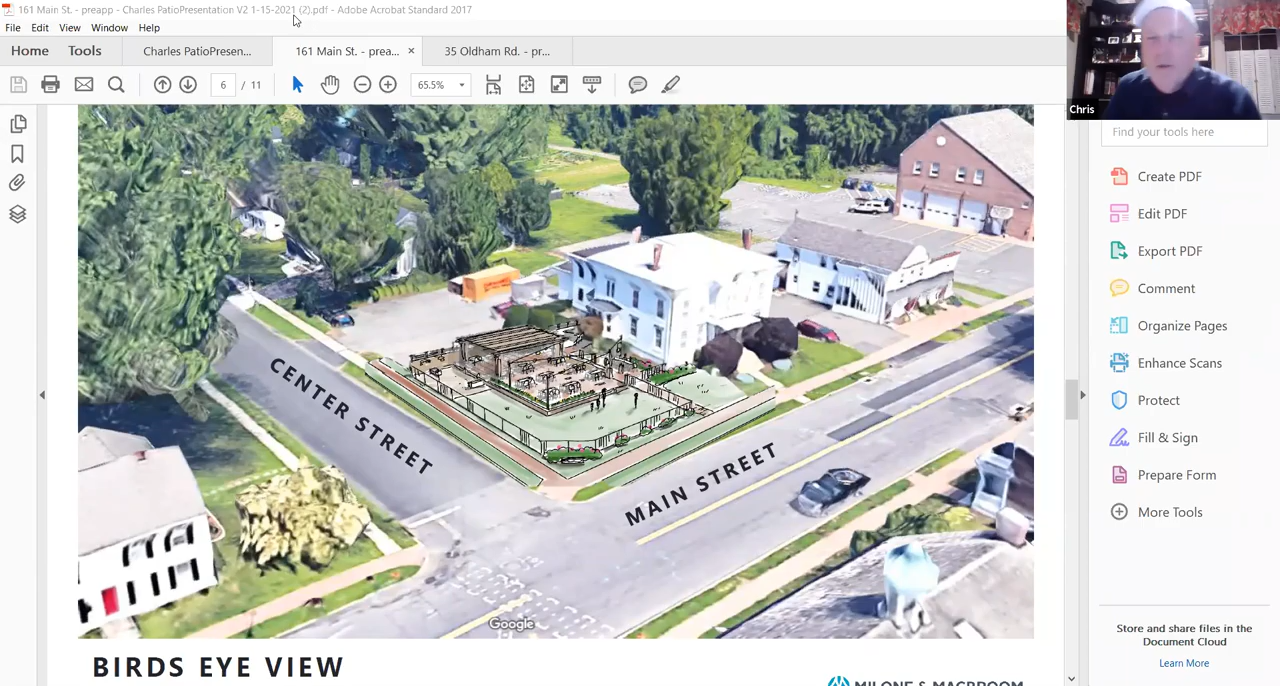 161 Main St. - preapp - Charles PatioPresentation V2 1-15-2021 (2).pdf - Adobe Acrobat Standard 2017
File Edit View Window Help
Home Tools Charles PatioPresen... 161 Main St. - prea... × 35 Oldham Rd. - pr...
6 / 11 65.5%
Chris
Find your tools here
Create PDF
Edit PDF
Export PDF
Comment
Organize Pages
Enhance Scans
Protect
Fill & Sign
Prepare Form
More Tools
CENTER STREET
MAIN STREET
Google
BIRDS EYE VIEW
MILONE & MACBROOM
Store and share files in the
Document Cloud
Learn More